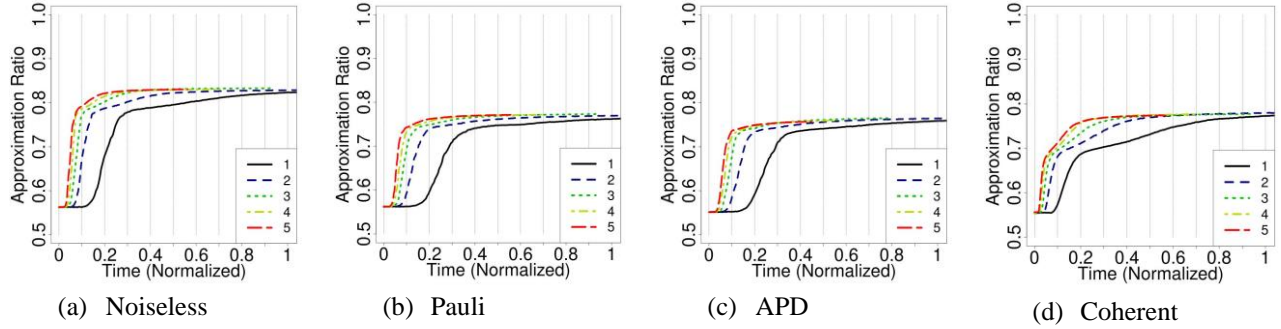 Approximation Ratio
0.5 0.6 0.7 0.8 0.9 1.0
1
2
3
4
5
0 0.2 0.4 0.6 0.8 1
Time (Normalized)
(a) Noiseless
Approximation Ratio
0.5 0.6 0.7 0.8 0.9 1.0
1
2
3
4
5
0 0.2 0.4 0.6 0.8 1
Time (Normalized)
(b) Pauli
Approximation Ratio
0.5 0.6 0.7 0.8 0.9 1.0
1
2
3
4
5
0 0.2 0.4 0.6 0.8 1
Time (Normalized)
(c) APD
Approximation Ratio
0.5 0.6 0.7 0.8 0.9 1.0
1
2
3
4
5
0 0.2 0.4 0.6 0.8 1
Time (Normalized)
(d) Coherent